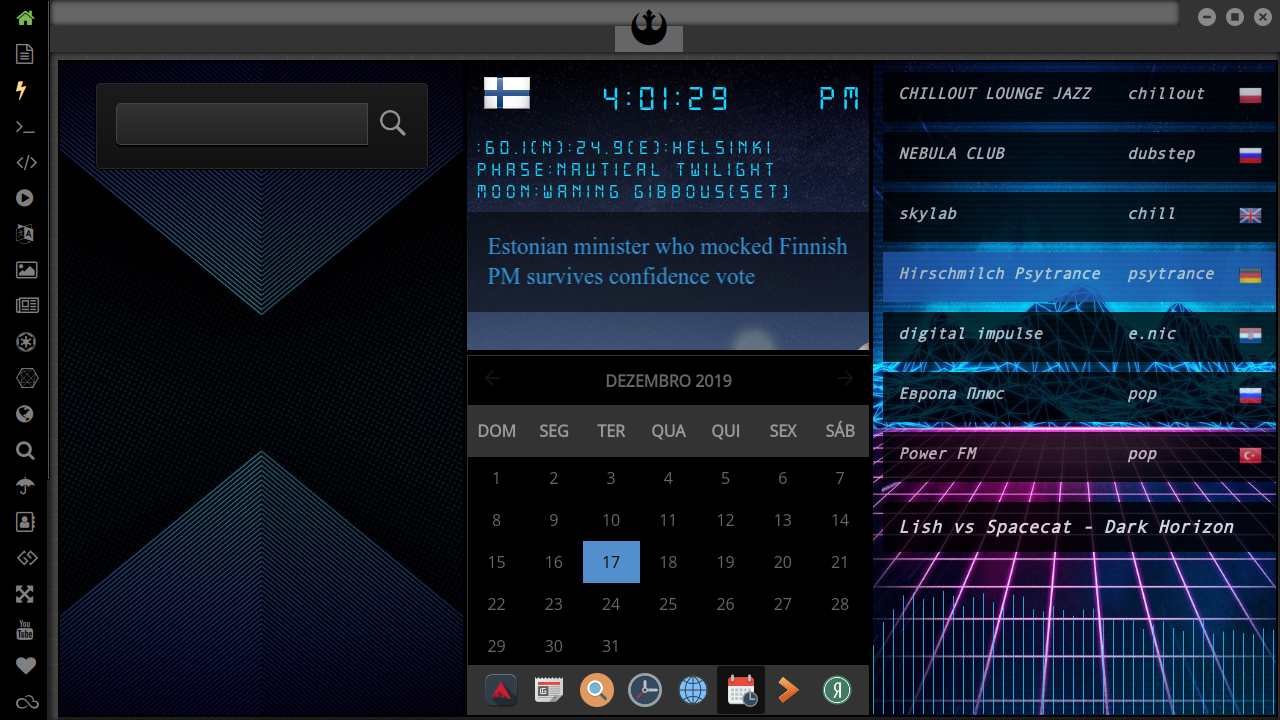 4:01:29 PM
:60.1(N):24.9(E):HELSINKI
PHASE:NAUTICAL TWILIGHT
MOON:WANING GIBBOUS(SET)
Estonian minister who mocked Finnish
PM survives confidence vote
DEZEMBRO 2019
DOM SEG TER QUA QUI SEX SÁB
1 2 3 4 5 6 7
8 9 10 11 12 13 14
15 16 17 18 19 20 21
22 23 24 25 26 27 28
29 30 31
CHILLOUT LOUNGE JAZZ chillout
NEBULA CLUB dubstep
skylab chill
Hirschmilch Psytrance psytrance
digital impulse e.nic
Европа Плюс pop
Power FM pop
Lish vs Spacecat - Dark Horizon
You
Tube
Я